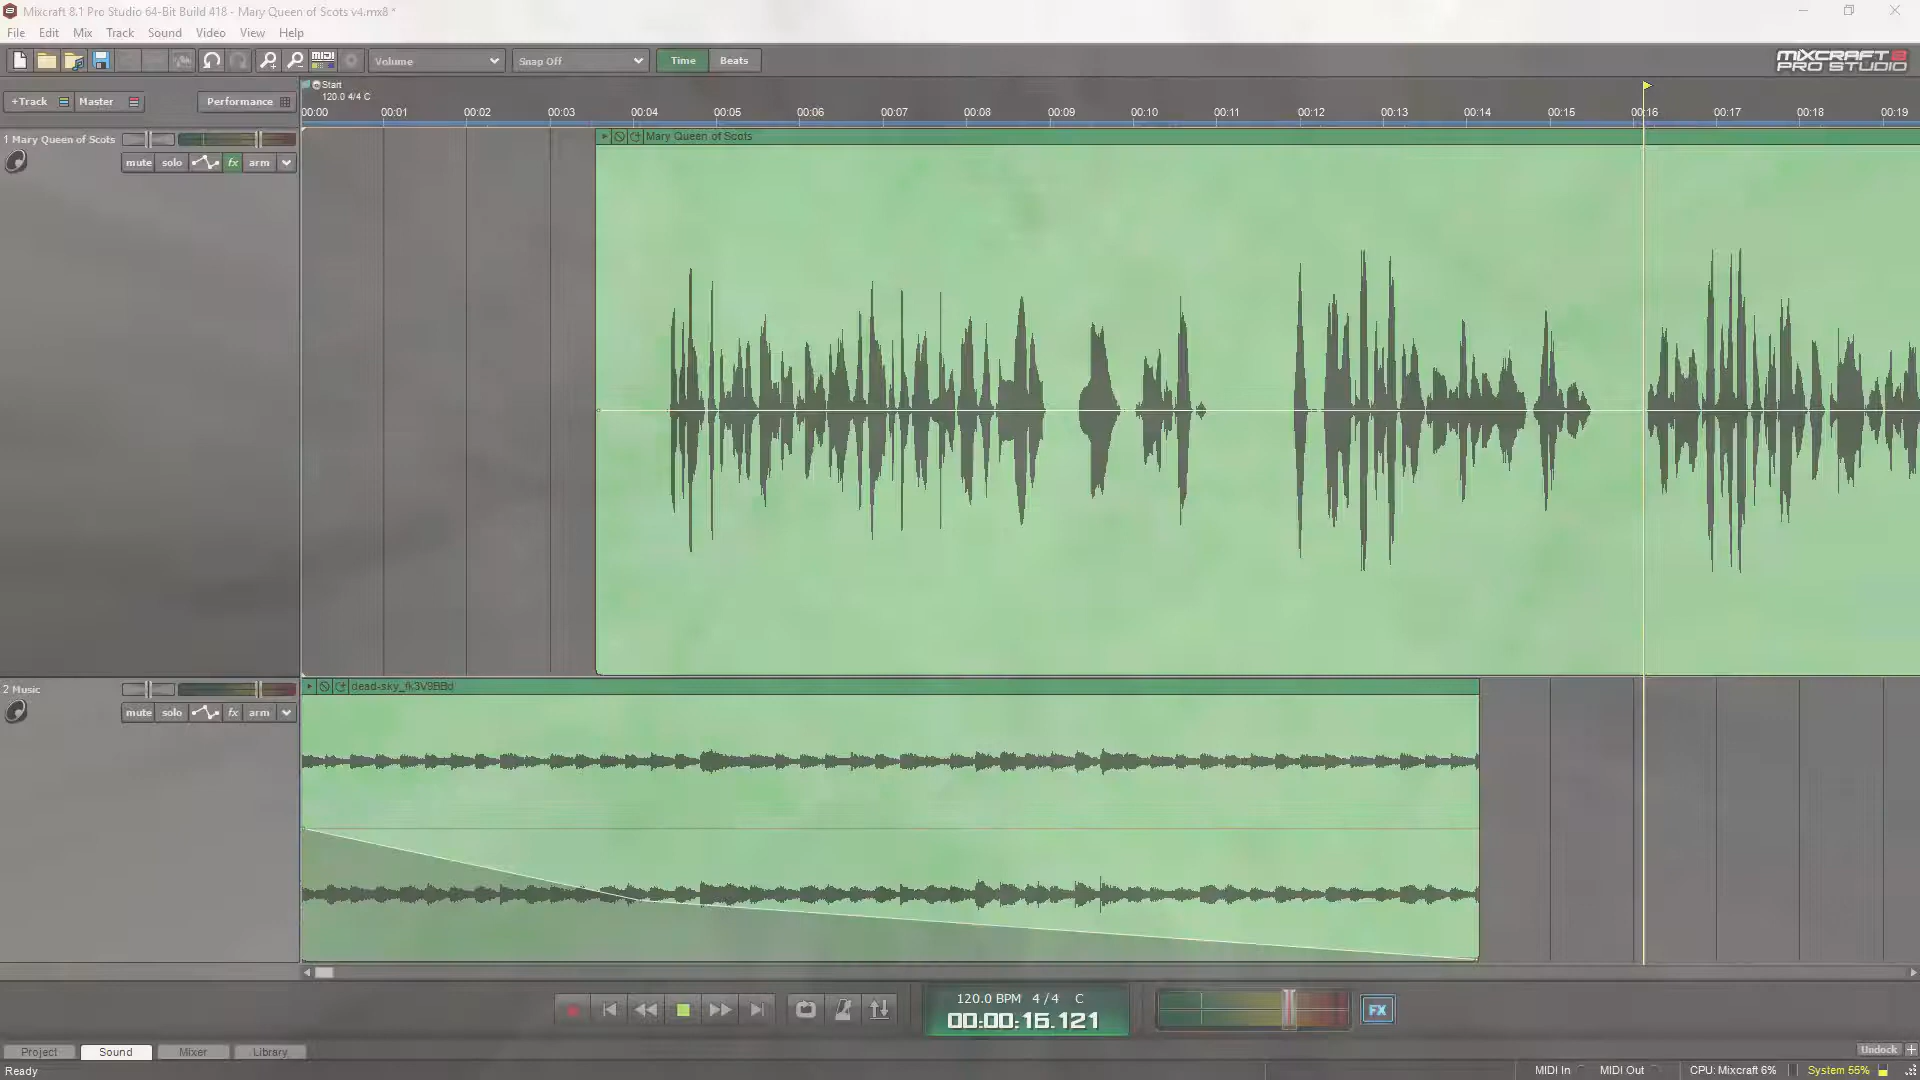 Mixcraft 8.1 Pro Studio 64-Bit Build 418 - Mary Queen of Scots v4.mx8 *
File Edit Mix Track Sound Video View Help
MIDI Volume Snap Off Time Beats MIXCRAFT 8 PRO STUDIO
+Track Master Performance
Start
120.0 4/4 C
00:00 00:01 00:02 00:03 00:04 00:05 00:06 00:07 00:08 00:09 00:10 00:11 00:12 00:13 00:14 00:15 00:16 00:17 00:18 00:19
1 Mary Queen of Scots
mute solo fx arm
Mary Queen of Scots
2 Music
mute solo fx arm
dead-sky_fk3V9BBd
120.0 BPM 4/4 C
00:00:16.121
FX
Project Sound Mixer Library Undock
Ready MIDI In MIDI Out CPU: Mixcraft 6% System 55%